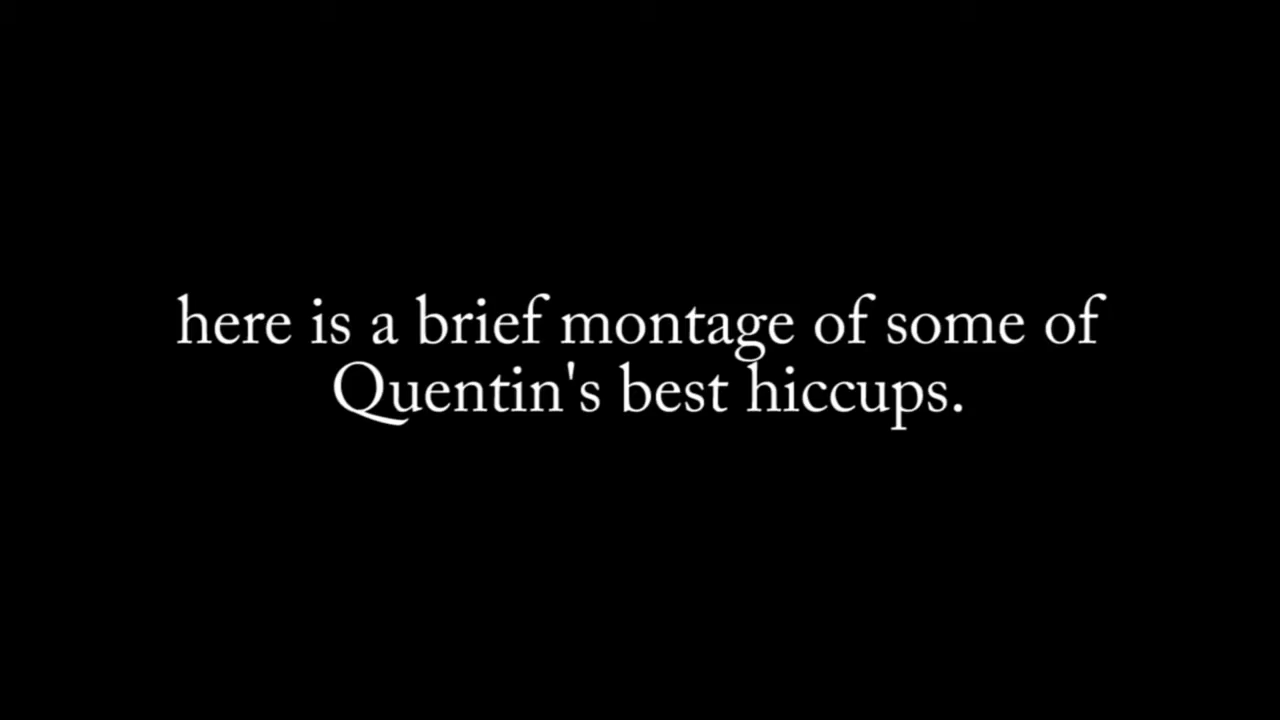 here is a brief montage of some of
Quentin's best hiccups.